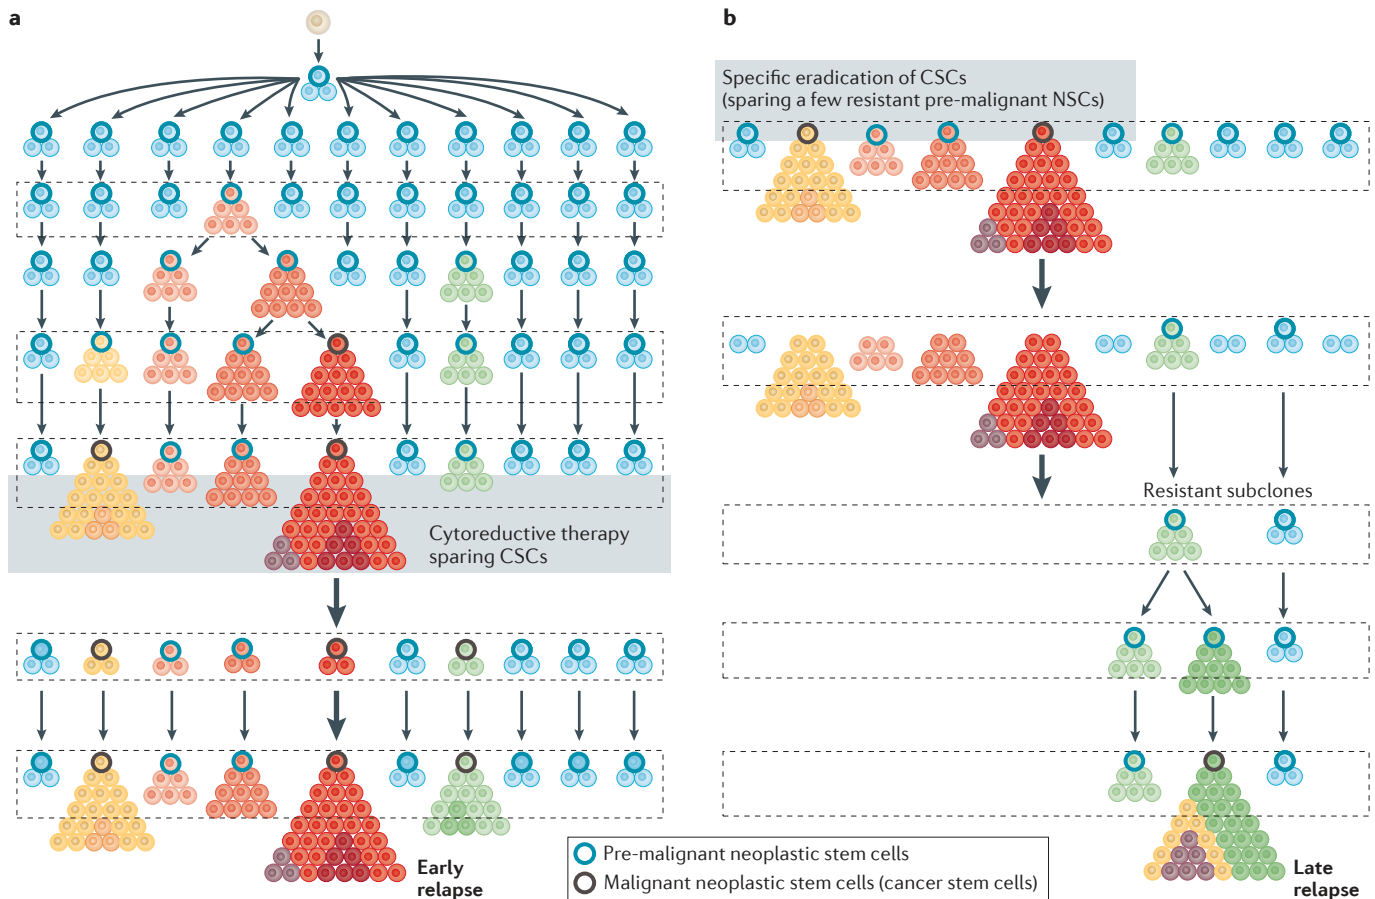 a
b
Specific eradication of CSCs
(sparing a few resistant pre-malignant NSCs)
Resistant subclones
Cytoreductive therapy
sparing CSCs
Early
relapse
Late
relapse
Pre-malignant neoplastic stem cells
Malignant neoplastic stem cells (cancer stem cells)